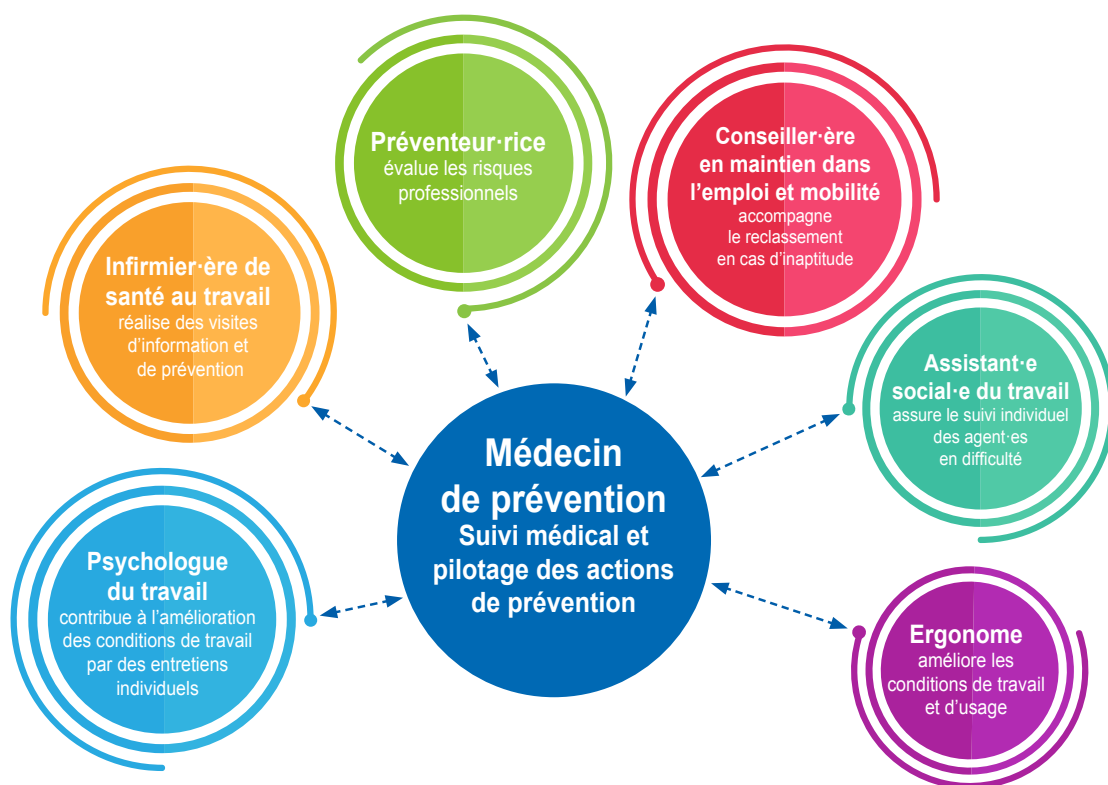 Préventeur·rice
évalue les risques
professionnels
Conseiller·ère
en maintien dans
l'emploi et mobilité
accompagne
le reclassement
en cas d'inaptitude
Infirmier·ère de
santé au travail
réalise des visites
d'information et
de prévention
Assistant·e
social·e du travail
assure le suivi individuel
des agent·es
en difficulté
Médecin
de prévention
Suivi médical et
pilotage des actions
de prévention
Psychologue
du travail
contribue à l'amélioration
des conditions de travail
par des entretiens
individuels
Ergonome
améliore les
conditions de travail
et d'usage